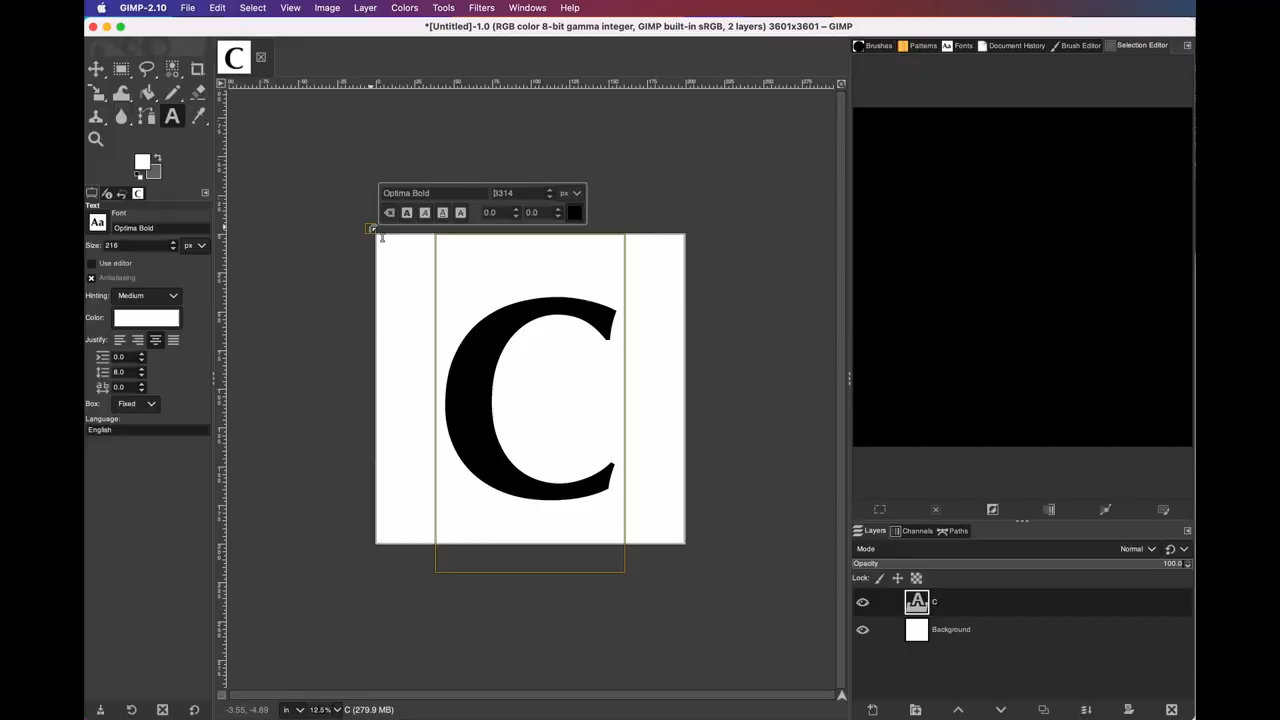 GIMP-2.10 File Edit Select View Image Layer Colors Tools Filters Windows Help
*[Untitled]-1.0 (RGB color 8-bit gamma integer, GIMP built-in sRGB, 2 layers) 3601x3601 – GIMP
C
Brushes Patterns Fonts Document History Brush Editor Selection Editor
Text
Font
Aa Optima Bold
Size: 216 px
Use editor
Antialiasing
Hinting: Medium
Color:
Justify:
0.0
8.0
0.0
Box: Fixed
Language:
English
Optima Bold 3314 px
0.0 0.0
C
Layers Channels Paths
Mode Normal
Opacity 100.0
Lock:
C
Background
-3.55, -4.89 in 12.5% C (279.9 MB)